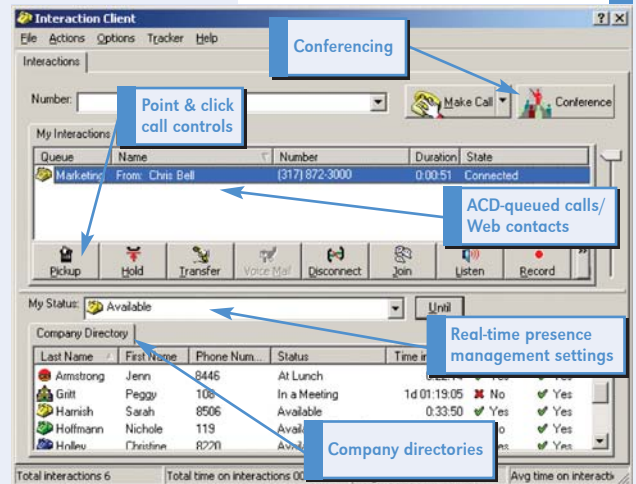 Interaction Client
File Actions Options Tracker Help
Conferencing
Interactions
Number:
Make Call
Conference
Point & click
call controls
My Interactions
Queue Name Number Duration State
Marketing From: Chris Bell (317) 872-3000 0:00:51 Connected
ACD-queued calls/
Web contacts
Pickup Hold Transfer Voice Mail Disconnect Join Listen Record
My Status: Available Until
Company Directory
Real-time presence
management settings
Last Name First Name Phone Num... Status Time in
Armstrong Jenn 8446 At Lunch Yes
Gritt Peggy 108 In a Meeting 1d 01:19:05 No Yes
Harnish Sarah 8506 Available 0:33:50 Yes Yes
Hoffmann Nichole 119 Yes
Holley Christine 8220 Yes
Company directories
Total interactions 6 Total time on interactions 00 Avg time on interacti